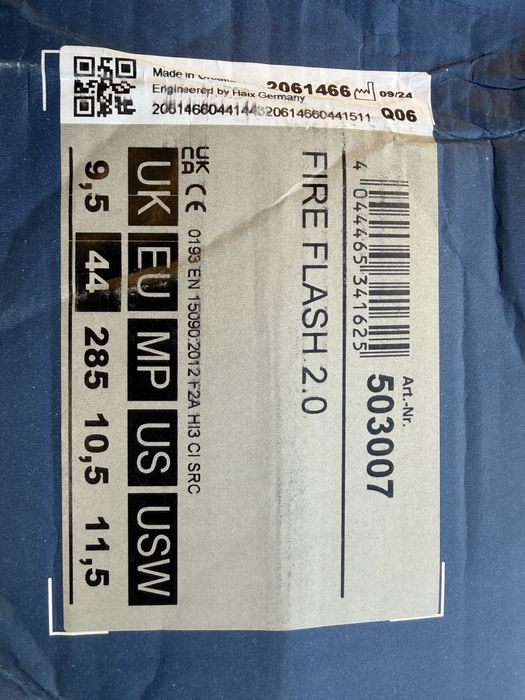 Made in
Engineered by Haix Germany
2061466
09/24
20614660441511
Q06
4 044465 341625
Art.-Nr.
503007
FIRE FLASH 2.0
UK CA CE 0193 EN 15090:2012 F2A HI3 CI SRC
UK EU MP US USW
9,5 44 285 10,5 11,5